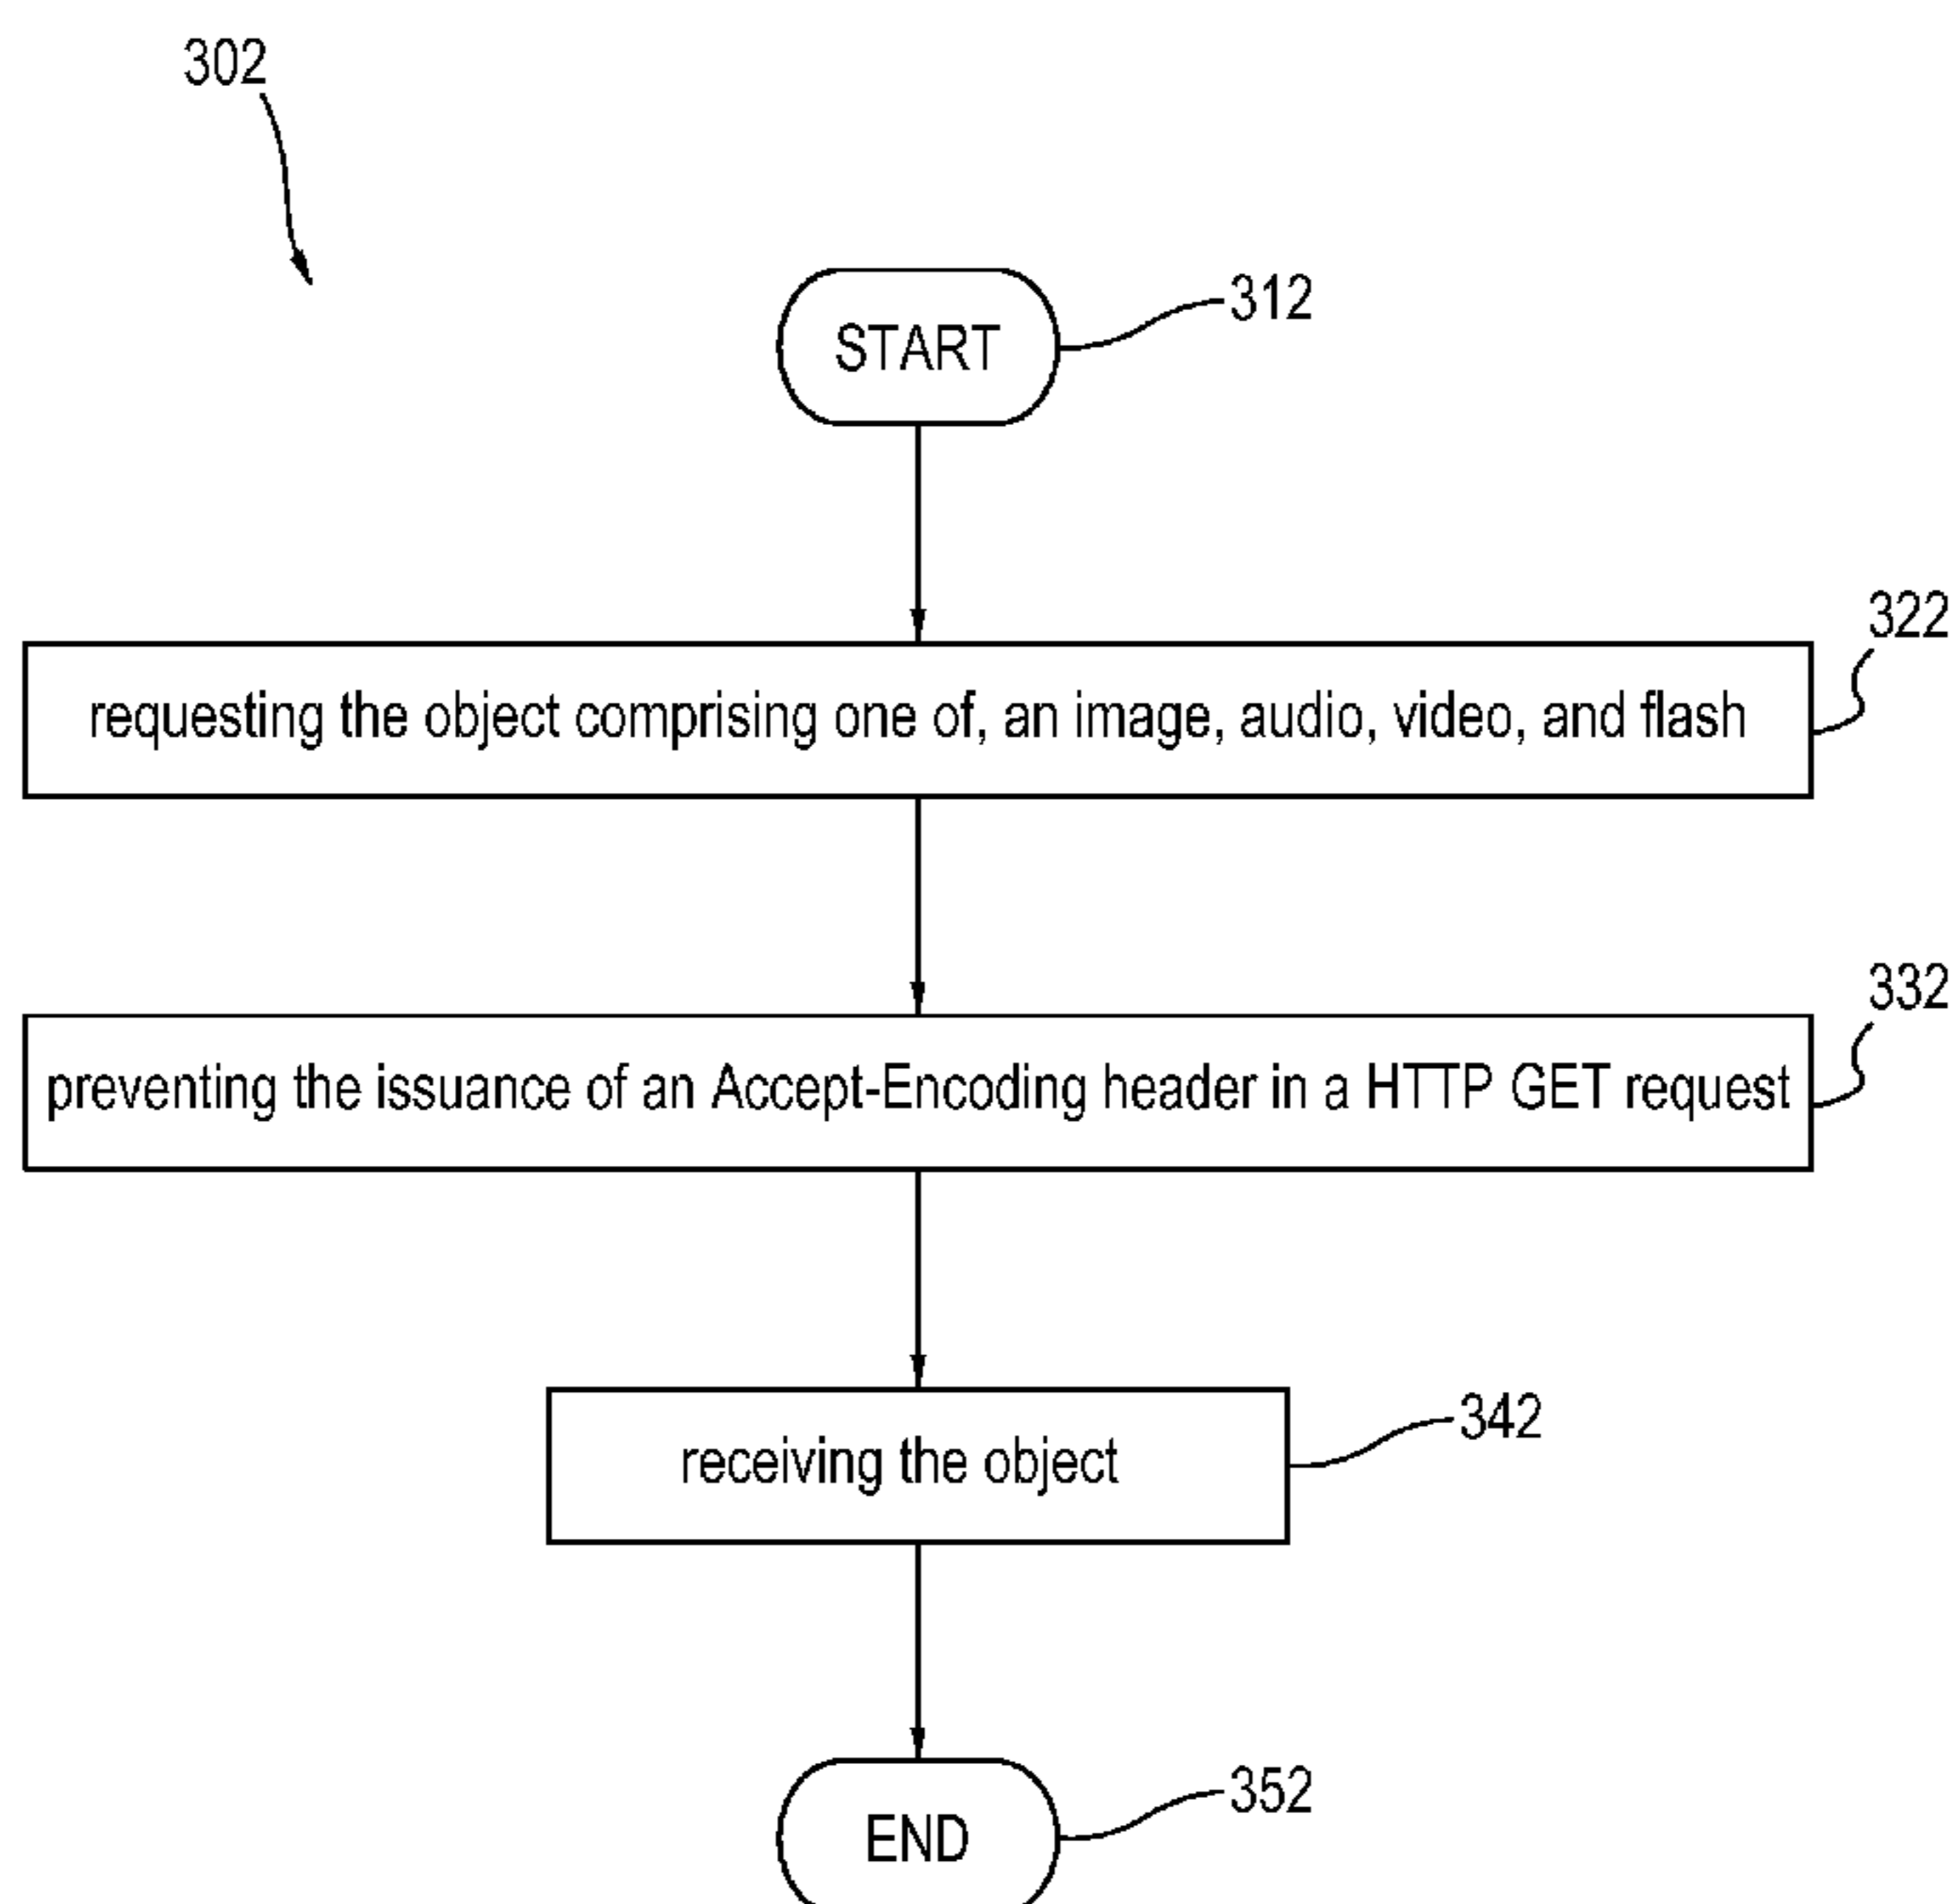 302
START
312
322
requesting the object comprising one of, an image, audio, video, and flash
332
preventing the issuance of an Accept-Encoding header in a HTTP GET request
342
receiving the object
352
END